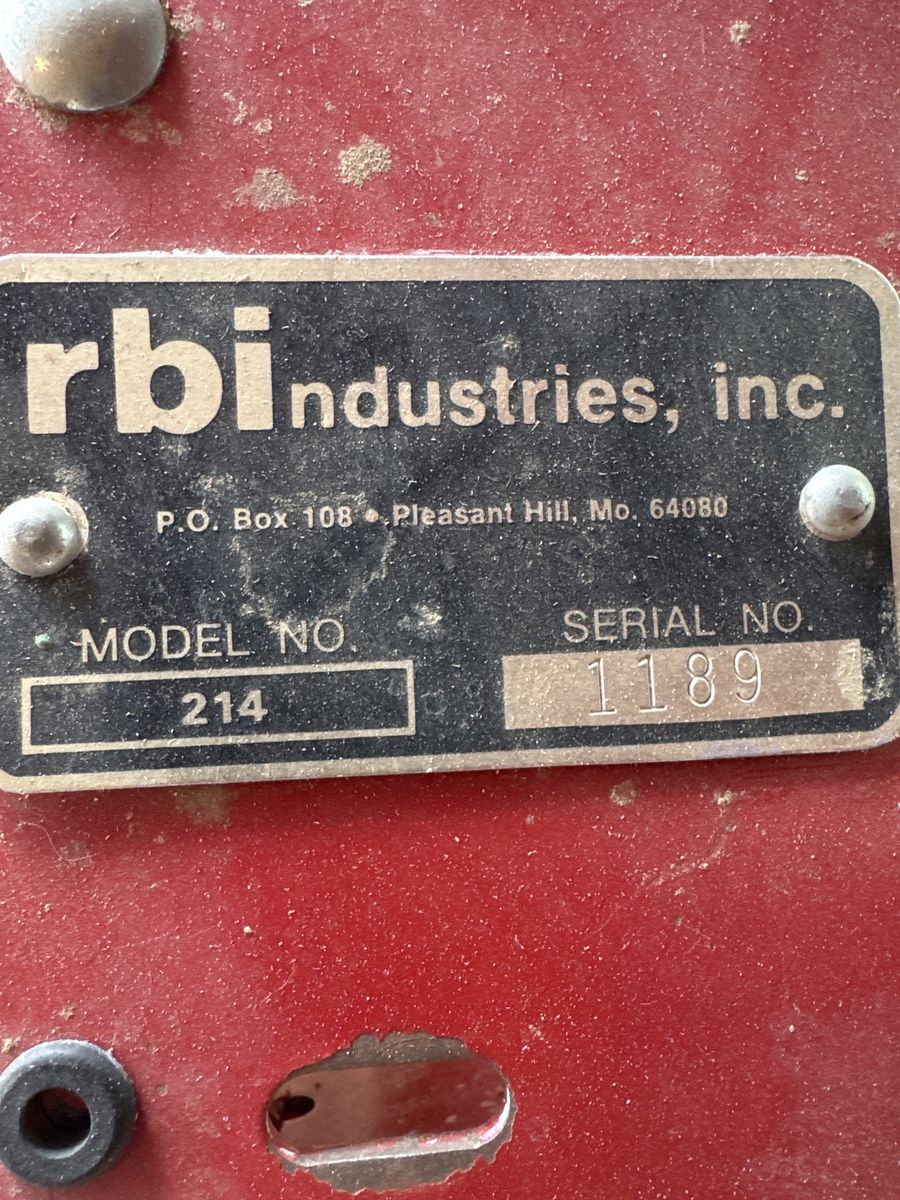 rbindustries, inc.
P.O. Box 108 • Pleasant Hill, Mo. 64080
MODEL NO.
214
SERIAL NO.
1189